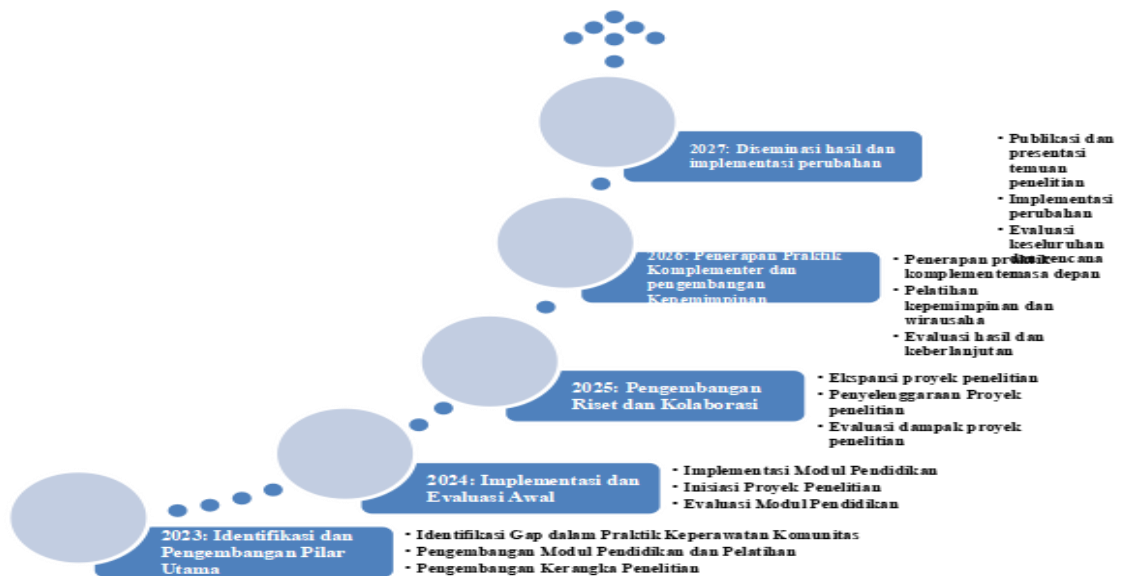 2027: Diseminasi hasil dan
implementasi perubahan
• Publikasi dan
presentasi
temuan
penelitian
• Implementasi
perubahan
• Evaluasi
keseluruhan
rencana
masa depan
2026: Penerapan Praktik
Komplementer dan
pengembangan
Kepemimpinan
• Penerapan praktik
komplementer
• Pelatihan
kepemimpinan dan
wirausaha
• Evaluasi hasil dan
keberlanjutan
2025: Pengembangan
Riset dan Kolaborasi
• Ekspansi proyek penelitian
• Penyelenggaraan Proyek
penelitian
• Evaluasi dampak proyek
penelitian
2024: Implementasi dan
Evaluasi Awal
• Implementasi Modul Pendidikan
• Inisiasi Proyek Penelitian
• Evaluasi Modul Pendidikan
2023: Identifikasi dan
Pengembangan Pilar
Utama
• Identifikasi Gap dalam Praktik Keperawatan Komunitas
• Pengembangan Modul Pendidikan dan Pelatihan
• Pengembangan Kerangka Penelitian